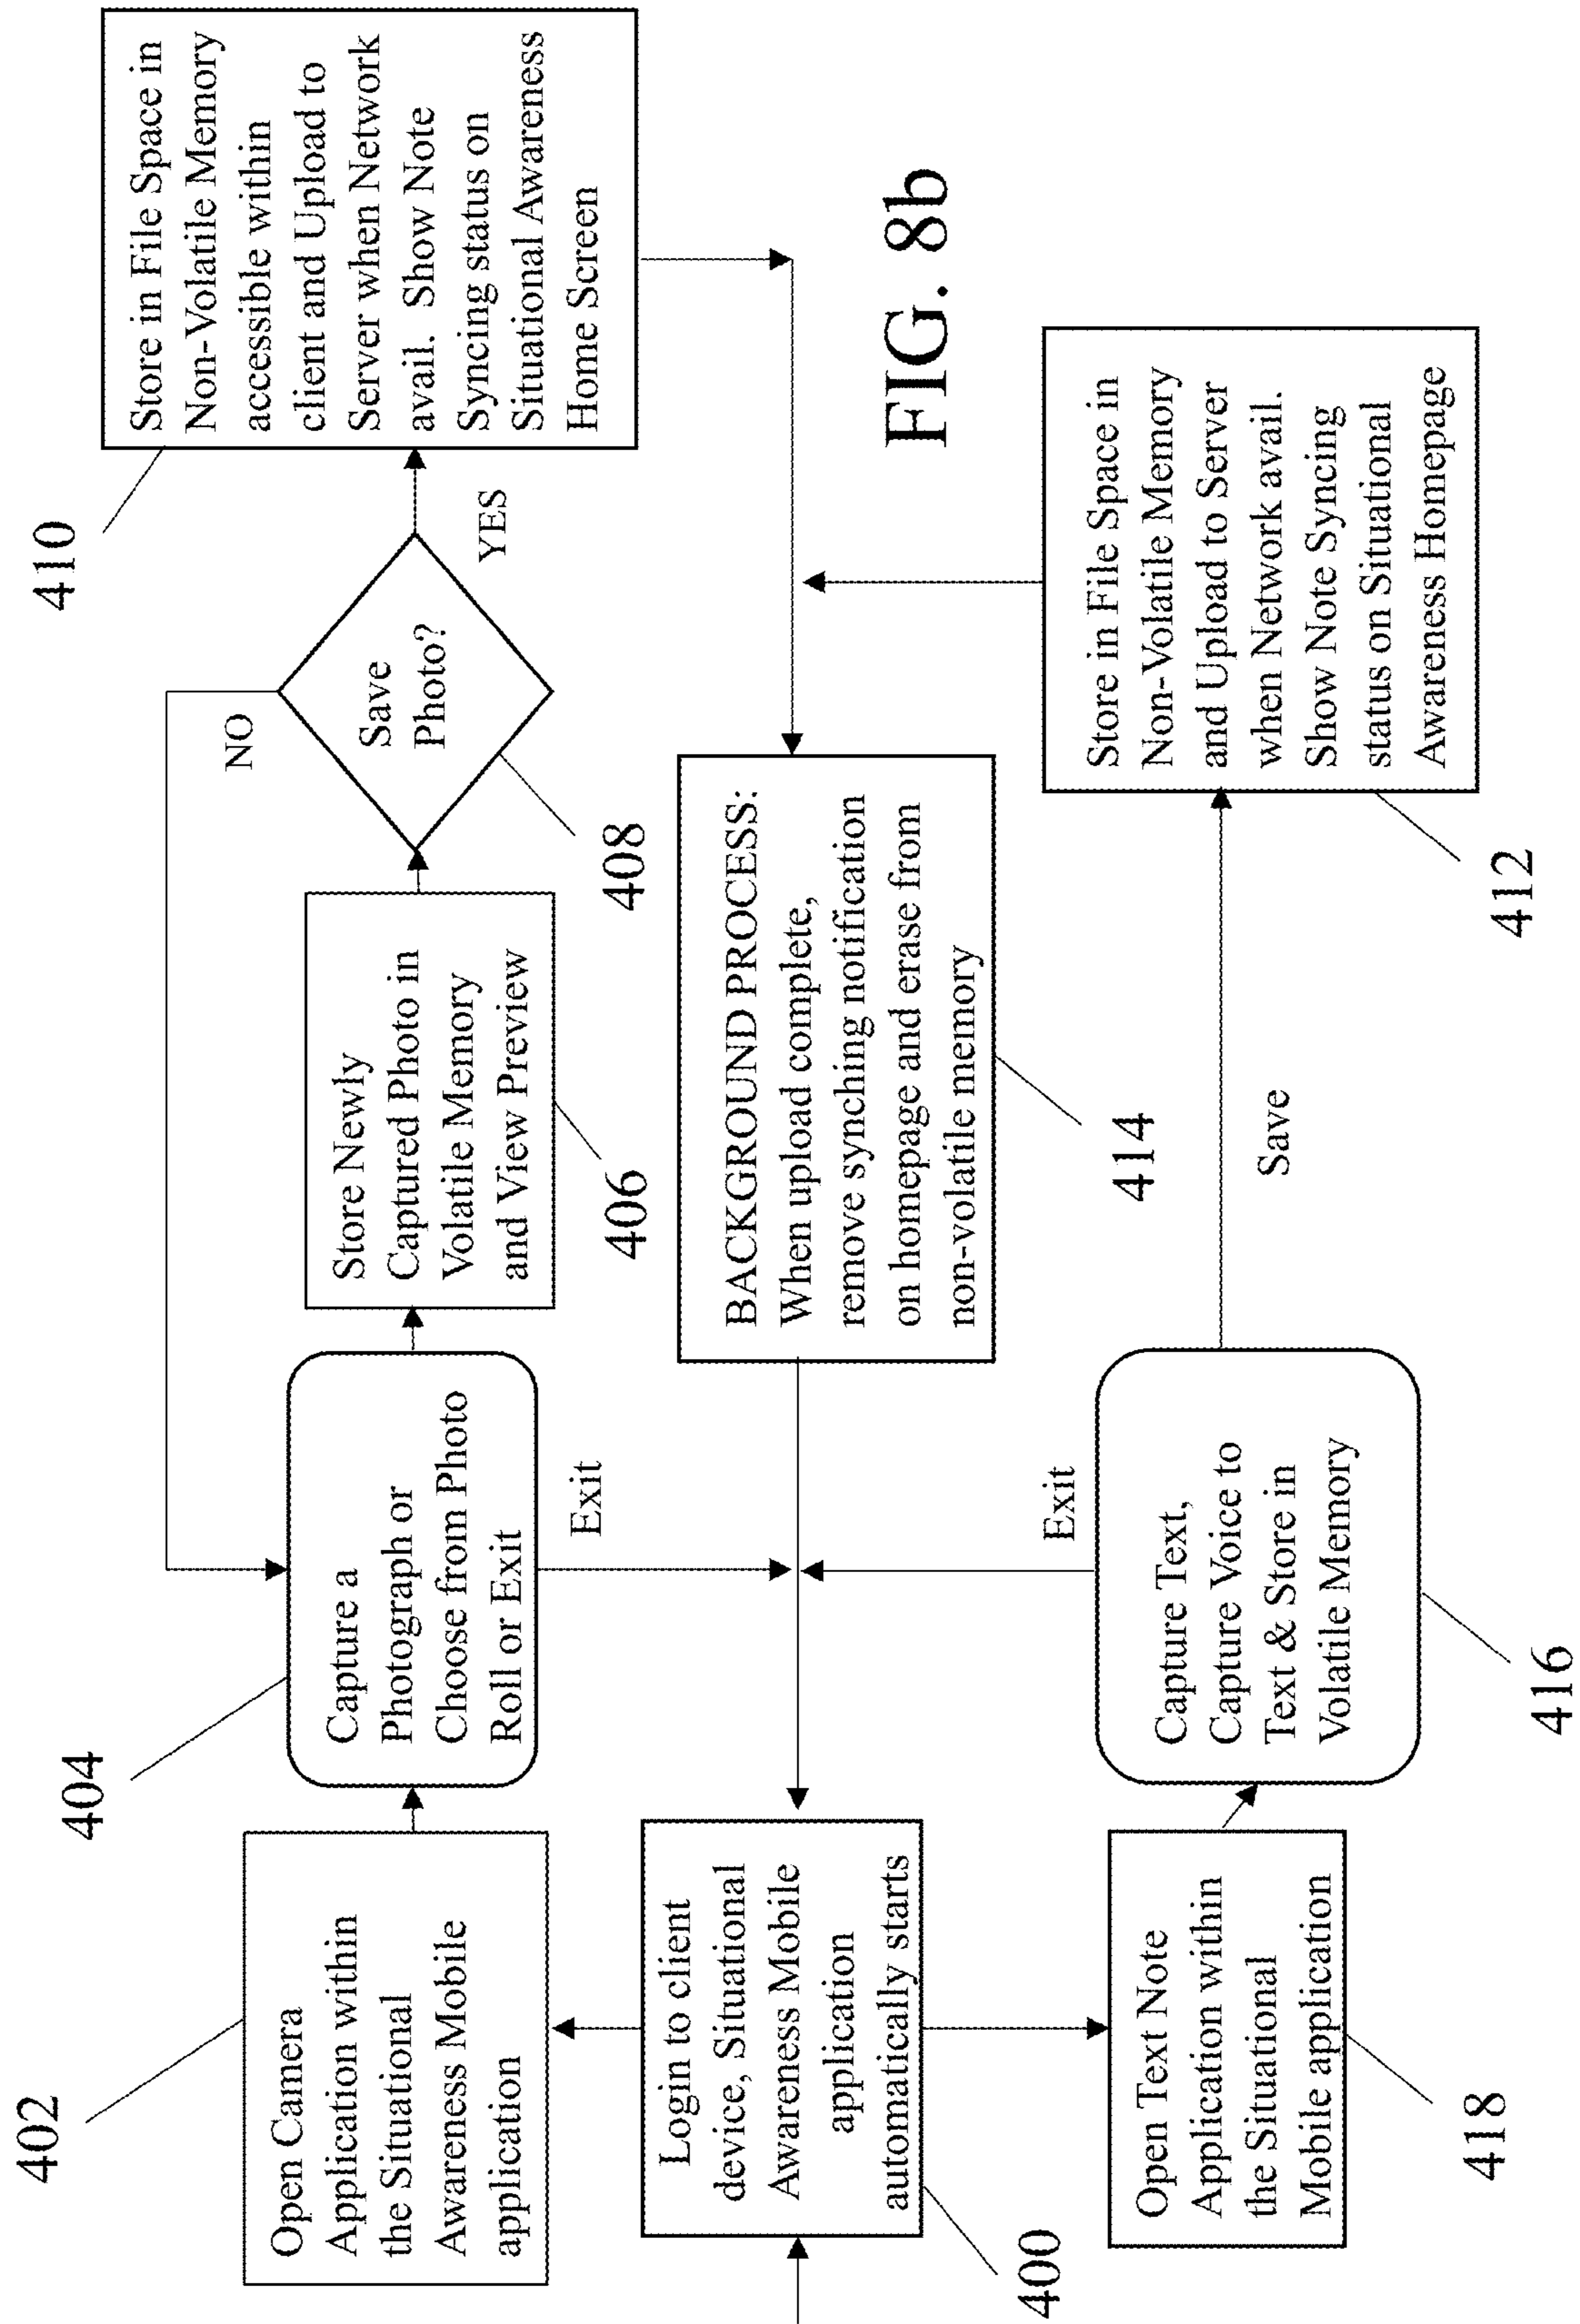 402
Open Camera
Application within
the Situational
Awareness Mobile
application
404
Capture a
Photograph or
Choose from Photo
Roll or Exit
Exit
Store Newly
Captured Photo in
Volatile Memory
and View Preview
406
NO
Save
Photo?
408
YES
410
Store in File Space in
Non-Volatile Memory
accessible within
client and Upload to
Server when Network
avail. Show Note
Syncing status on
Situational Awareness
Home Screen
Login to client
device, Situational
Awareness Mobile
application
automatically starts
400
BACKGROUND PROCESS:
When upload complete,
remove synching notification
on homepage and erase from
non-volatile memory
414
FIG. 8b
Open Text Note
Application within
the Situational
Mobile application
418
Exit
Capture Text,
Capture Voice to
Text & Store in
Volatile Memory
416
Save
Store in File Space in
Non-Volatile Memory
and Upload to Server
when Network avail.
Show Note Syncing
status on Situational
Awareness Homepage
412